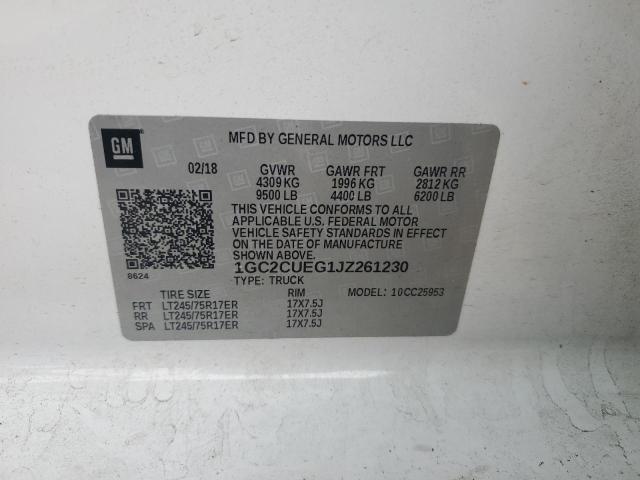 GM
MFD BY GENERAL MOTORS LLC
02/18 GVWR GAWR FRT GAWR RR
4309 KG 1996 KG 2812 KG
9500 LB 4400 LB 6200 LB
THIS VEHICLE CONFORMS TO ALL
APPLICABLE U.S. FEDERAL MOTOR
VEHICLE SAFETY STANDARDS IN EFFECT
ON THE DATE OF MANUFACTURE
SHOWN ABOVE.
8624
1GC2CUEG1JZ261230
TYPE: TRUCK MODEL: 10CC25953
TIRE SIZE RIM
FRT LT245/75R17ER 17X7.5J
RR LT245/75R17ER 17X7.5J
SPA LT245/75R17ER 17X7.5J